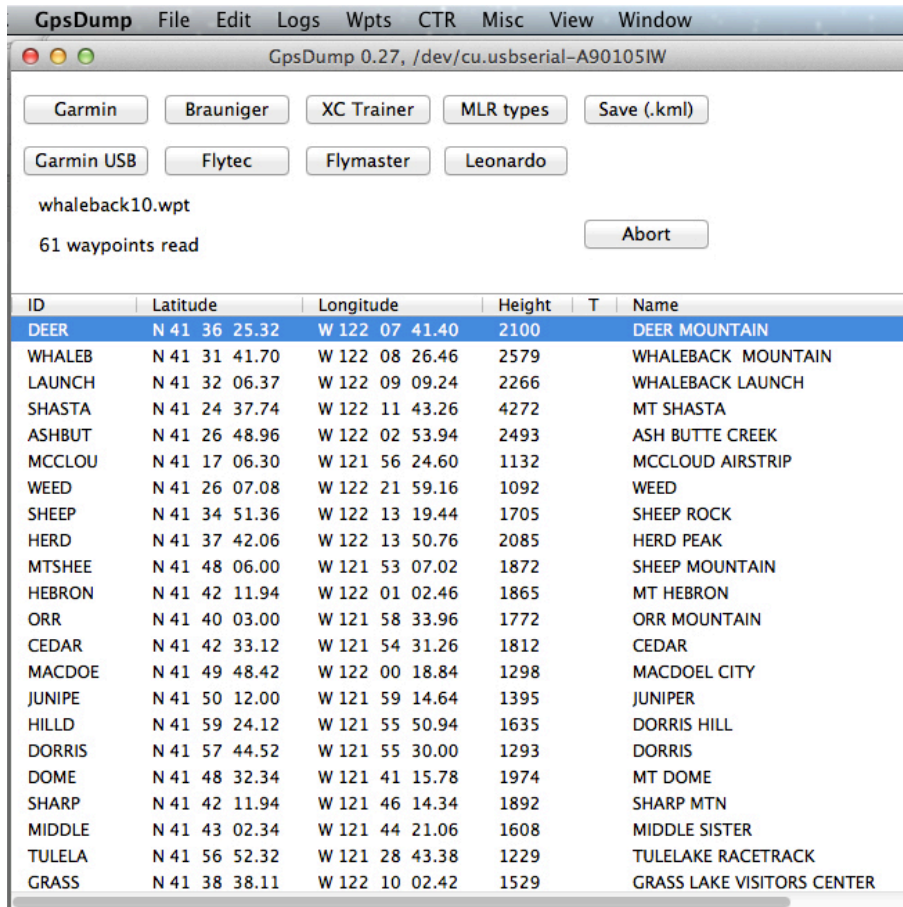 GpsDump File Edit Logs Wpts CTR Misc View Window
GpsDump 0.27, /dev/cu.usbserial-A90105IW
Garmin Brauniger XC Trainer MLR types Save (.kml)
Garmin USB Flytec Flymaster Leonardo
whaleback10.wpt
Abort
61 waypoints read
ID Latitude Longitude Height T Name
DEER N 41 36 25.32 W 122 07 41.40 2100 DEER MOUNTAIN
WHALEB N 41 31 41.70 W 122 08 26.46 2579 WHALEBACK MOUNTAIN
LAUNCH N 41 32 06.37 W 122 09 09.24 2266 WHALEBACK LAUNCH
SHASTA N 41 24 37.74 W 122 11 43.26 4272 MT SHASTA
ASHBUT N 41 26 48.96 W 122 02 53.94 2493 ASH BUTTE CREEK
MCCLOU N 41 17 06.30 W 121 56 24.60 1132 MCCLOUD AIRSTRIP
WEED N 41 26 07.08 W 122 21 59.16 1092 WEED
SHEEP N 41 34 51.36 W 122 13 19.44 1705 SHEEP ROCK
HERD N 41 37 42.06 W 122 13 50.76 2085 HERD PEAK
MTSHEE N 41 48 06.00 W 121 53 07.02 1872 SHEEP MOUNTAIN
HEBRON N 41 42 11.94 W 122 01 02.46 1865 MT HEBRON
ORR N 41 40 03.00 W 121 58 33.96 1772 ORR MOUNTAIN
CEDAR N 41 42 33.12 W 121 54 31.26 1812 CEDAR
MACDOE N 41 49 48.42 W 122 00 18.84 1298 MACDOEL CITY
JUNIPE N 41 50 12.00 W 121 59 14.64 1395 JUNIPER
HILLD N 41 59 24.12 W 121 55 50.94 1635 DORRIS HILL
DORRIS N 41 57 44.52 W 121 55 30.00 1293 DORRIS
DOME N 41 48 32.34 W 121 41 15.78 1974 MT DOME
SHARP N 41 42 11.94 W 121 46 14.34 1892 SHARP MTN
MIDDLE N 41 43 02.34 W 121 44 21.06 1608 MIDDLE SISTER
TULELA N 41 56 52.32 W 121 28 43.38 1229 TULELAKE RACETRACK
GRASS N 41 38 38.11 W 122 10 02.42 1529 GRASS LAKE VISITORS CENTER